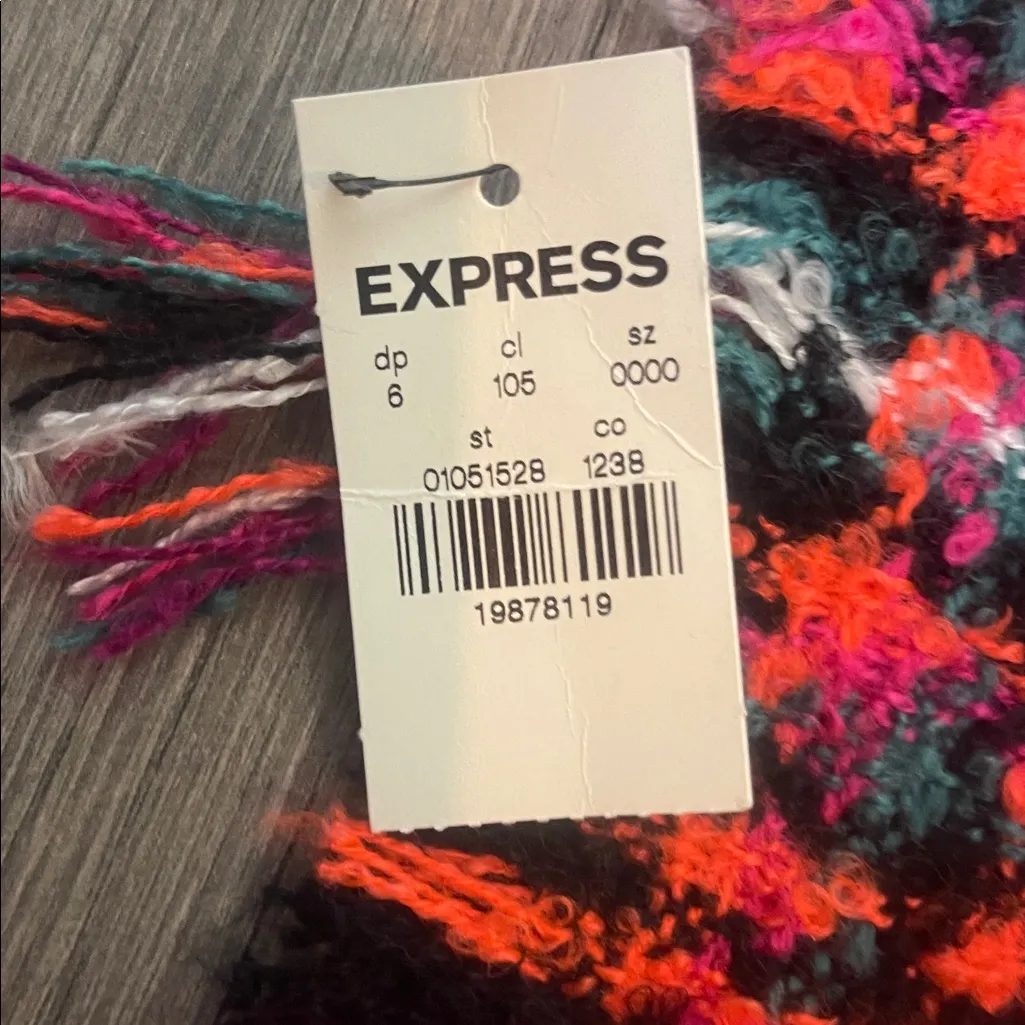 EXPRESS
dp cl sz
6 105 0000
st co
01051528 1238
19878119